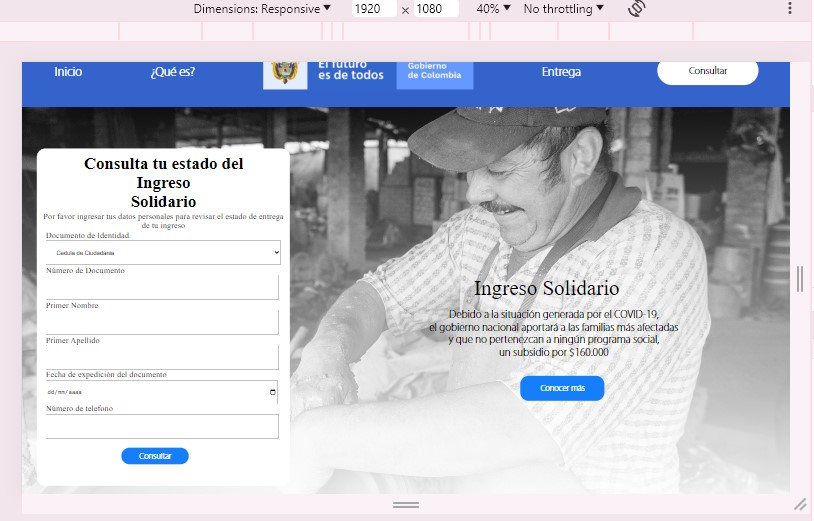 Dimensions: Responsive 1920 × 1080 40% No throttling
Inicio
¿Qué es?
El futuro
es de todos
Gobierno
de Colombia
Entrega
Consultar
Consulta tu estado del
Ingreso
Solidario
Por favor ingresar tus datos personales para revisar el estado de entrega
de tu ingreso
Documento de Identidad
Cedula de Ciudadania
Número de Documento
Primer Nombre
Primer Apellido
Fecha de expedición del documento
dd/mm/aaaa
Número de telefono
Consultar
Ingreso Solidario
Debido a la situación generada por el COVID-19,
el gobierno nacional aportará a las familias más afectadas
y que no pertenezcan a ningún programa social,
un subsidio por $160.000
Conocer más